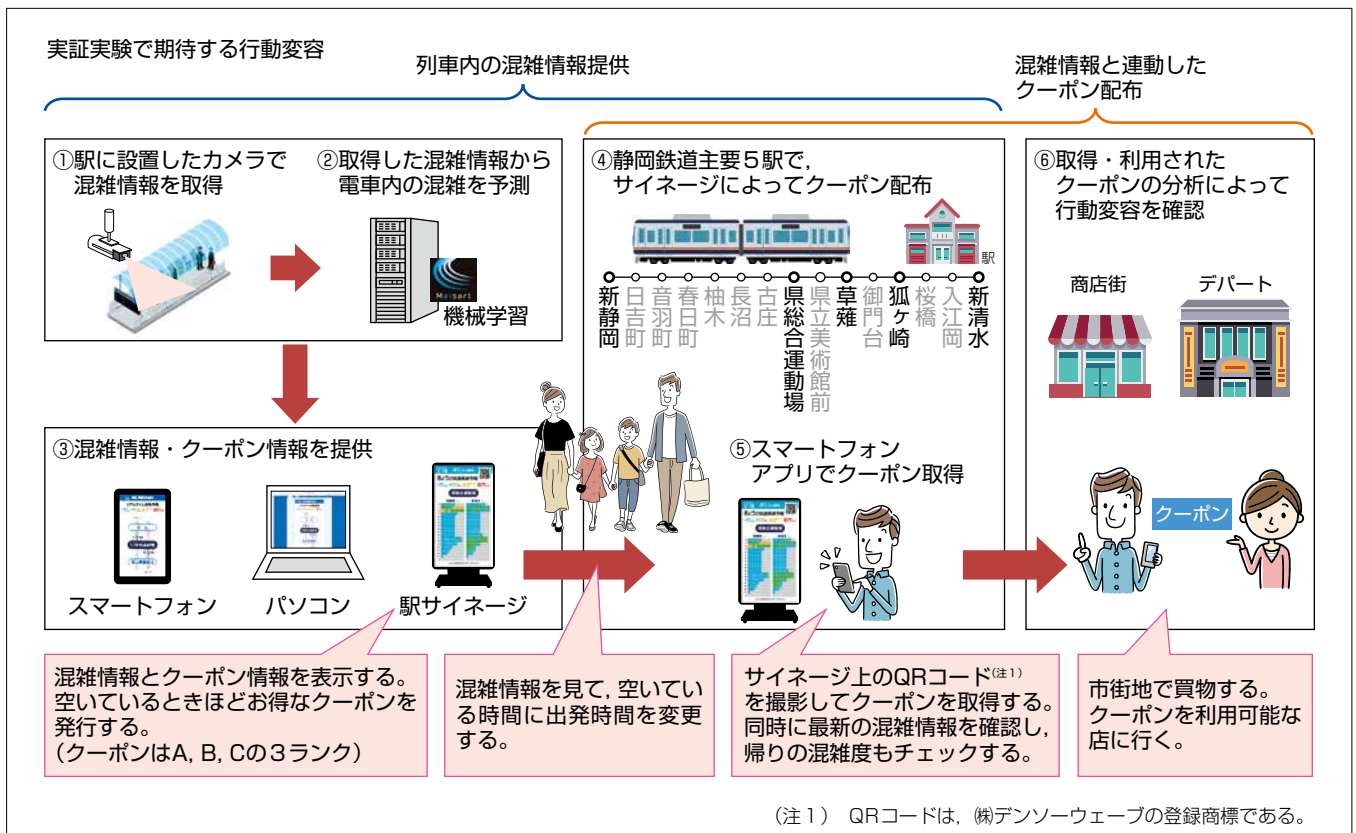 実証実験で期待する行動変容
列車内の混雑情報提供
混雑情報と連動した
クーポン配布
①駅に設置したカメラで
混雑情報を取得
②取得した混雑情報から
電車内の混雑を予測
Maisart
機械学習
③混雑情報・クーポン情報を提供
スマートフォン
パソコン
駅サイネージ
④静岡鉄道主要5駅で,
サイネージによってクーポン配布
駅
新静岡
日吉町
音羽町
春日町
柚木
長沼
古庄
県総合運動場
県立美術館前
草薙
御門台
狐ヶ崎
桜橋
入江岡
新清水
⑤スマートフォン
アプリでクーポン取得
⑥取得・利用された
クーポンの分析によって
行動変容を確認
商店街
デパート
クーポン
混雑情報とクーポン情報を表示する。
空いているときほどお得なクーポンを
発行する。
(クーポンはA, B, Cの3ランク)
混雑情報を見て, 空いてい
る時間に出発時間を変更
する。
サイネージ上のQRコード(注1)
を撮影してクーポンを取得する。
同時に最新の混雑情報を確認し,
帰りの混雑度もチェックする。
市街地で買物する。
クーポンを利用可能な
店に行く。
(注1) QRコードは, ㈱デンソーウェーブの登録商標である。